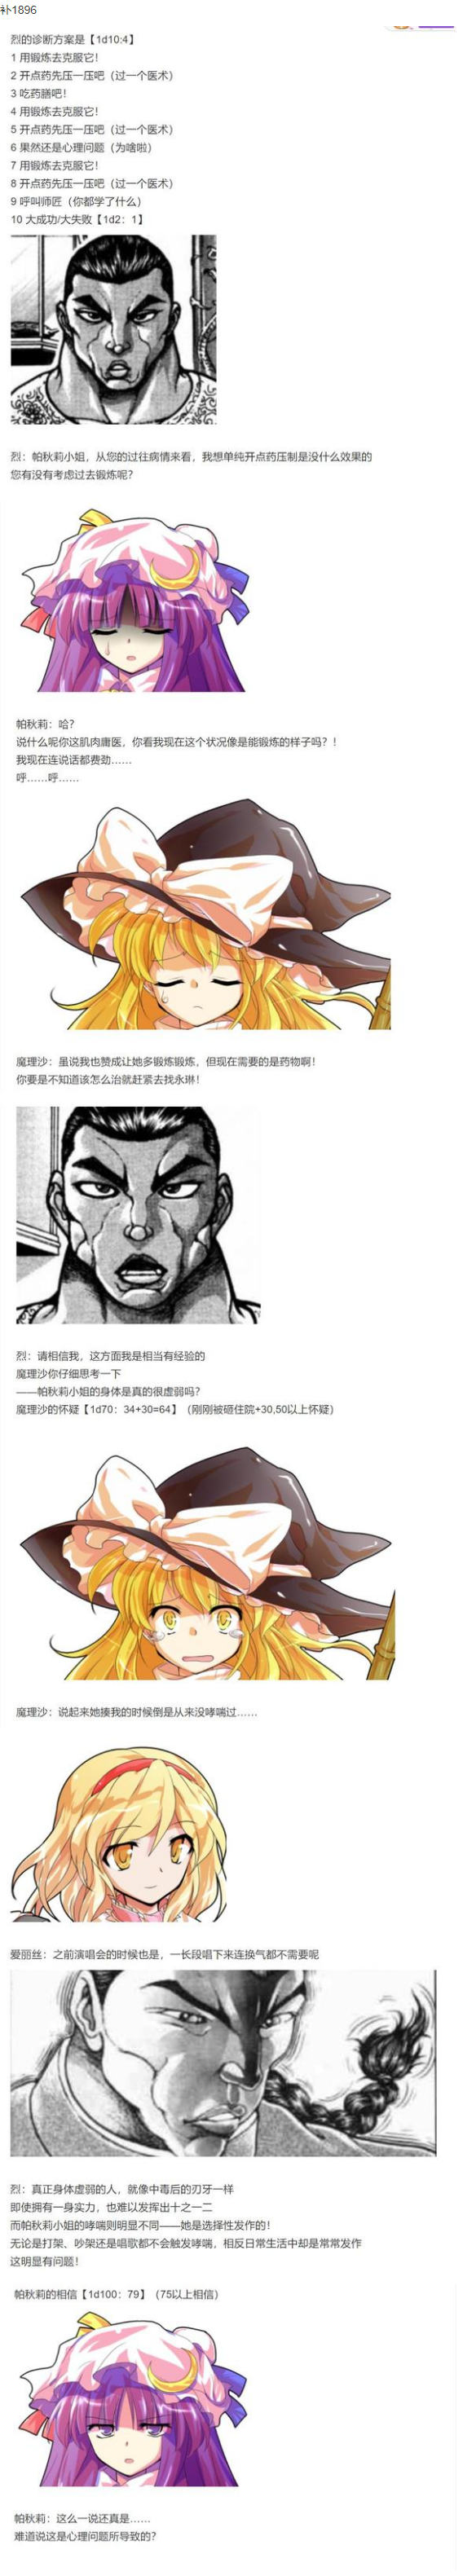 补1896
烈的诊断方案是【1d10:4】
1 用锻炼去克服它！
2 开点药先压一压吧（过一个医术）
3 吃药膳吧！
4 用锻炼去克服它！
5 开点药先压一压吧（过一个医术）
6 果然还是心理问题（为啥啦）
7 用锻炼去克服它！
8 开点药先压一压吧（过一个医术）
9 呼叫师匠（你都学了什么）
10 大成功/大失败【1d2：1】
烈：帕秋莉小姐，从您的过往病情来看，我想单纯开点药压制是没什么效果的
您有没有考虑过去锻炼呢？
帕秋莉：哈？
说什么呢你这肌肉庸医，你看我现在这个状况像是能锻炼的样子吗？！
我现在连说话都费劲……
呼……呼……
魔理沙：虽说我也赞成让她多锻炼锻炼，但现在需要的是药物啊！
你要是不知道该怎么治就赶紧去找永琳！
烈：请相信我，这方面我是相当有经验的
魔理沙你仔细思考一下
——帕秋莉小姐的身体是真的很虚弱吗？
魔理沙的怀疑【1d70：34+30=64】（刚刚被砸住院+30,50以上怀疑）
魔理沙：说起来她揍我的时候倒是从来没哮喘过……
爱丽丝：之前演唱会的时候也是，一长段唱下来连换气都不需要呢
烈：真正身体虚弱的人，就像中毒后的刃牙一样
即使拥有一身实力，也难以发挥出十之一二
而帕秋莉小姐的哮喘则明显不同——她是选择性发作的！
无论是打架、吵架还是唱歌都不会触发哮喘，相反日常生活中却是常常发作
这明显有问题！
帕秋莉的相信【1d100：79】（75以上相信）
帕秋莉：这么一说还真是……
难道说这是心理问题所导致的？